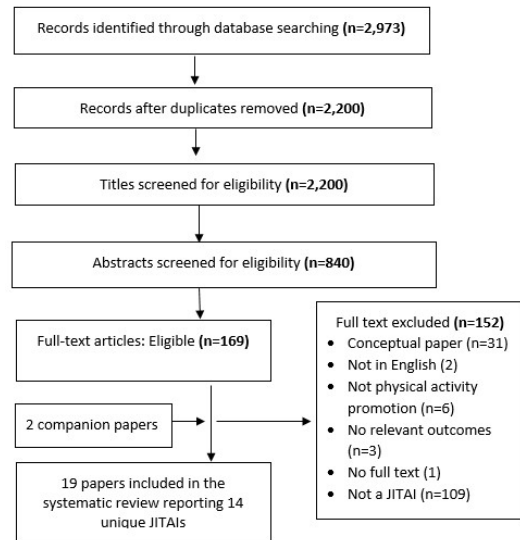 Records identified through database searching (n=2,973)
Records after duplicates removed (n=2,200)
Titles screened for eligibility (n=2,200)
Abstracts screened for eligibility (n=840)
Full-text articles: Eligible (n=169)
Full text excluded (n=152)
• Conceptual paper (n=31)
• Not in English (2)
• Not physical activity
promotion (n=6)
• No relevant outcomes
(n=3)
• No full text (1)
• Not a JITAI (n=109)
2 companion papers
19 papers included in the
systematic review reporting 14
unique JITAIs